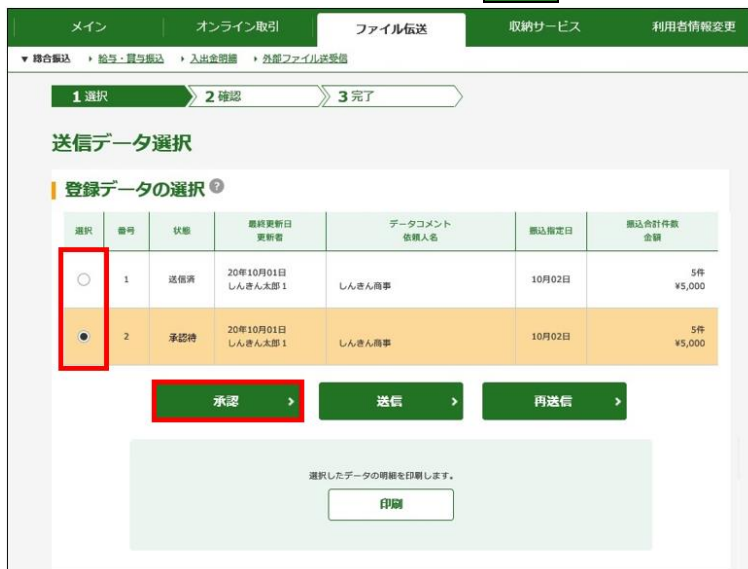 メイン オンライン取引 ファイル伝送 収納サービス 利用者情報変更
▼ 総合振込 ▸ 給与・賞与振込 ▸ 入出金明細 ▸ 外部ファイル送受信
1 選択 2 確認 3 完了
送信データ選択
登録データの選択 ?
選択 番号 状態 最終更新日 データコメント 振込指定日 振込合計件数
更新者 依頼人名 金額
1 送信済 20年10月01日 10月02日 5件
しんきん太郎1 しんきん商事 ¥5,000
2 承認待 20年10月01日 10月02日 5件
しんきん太郎1 しんきん商事 ¥5,000
承認 > 送信 > 再送信 >
選択したデータの明細を印刷します。
印刷